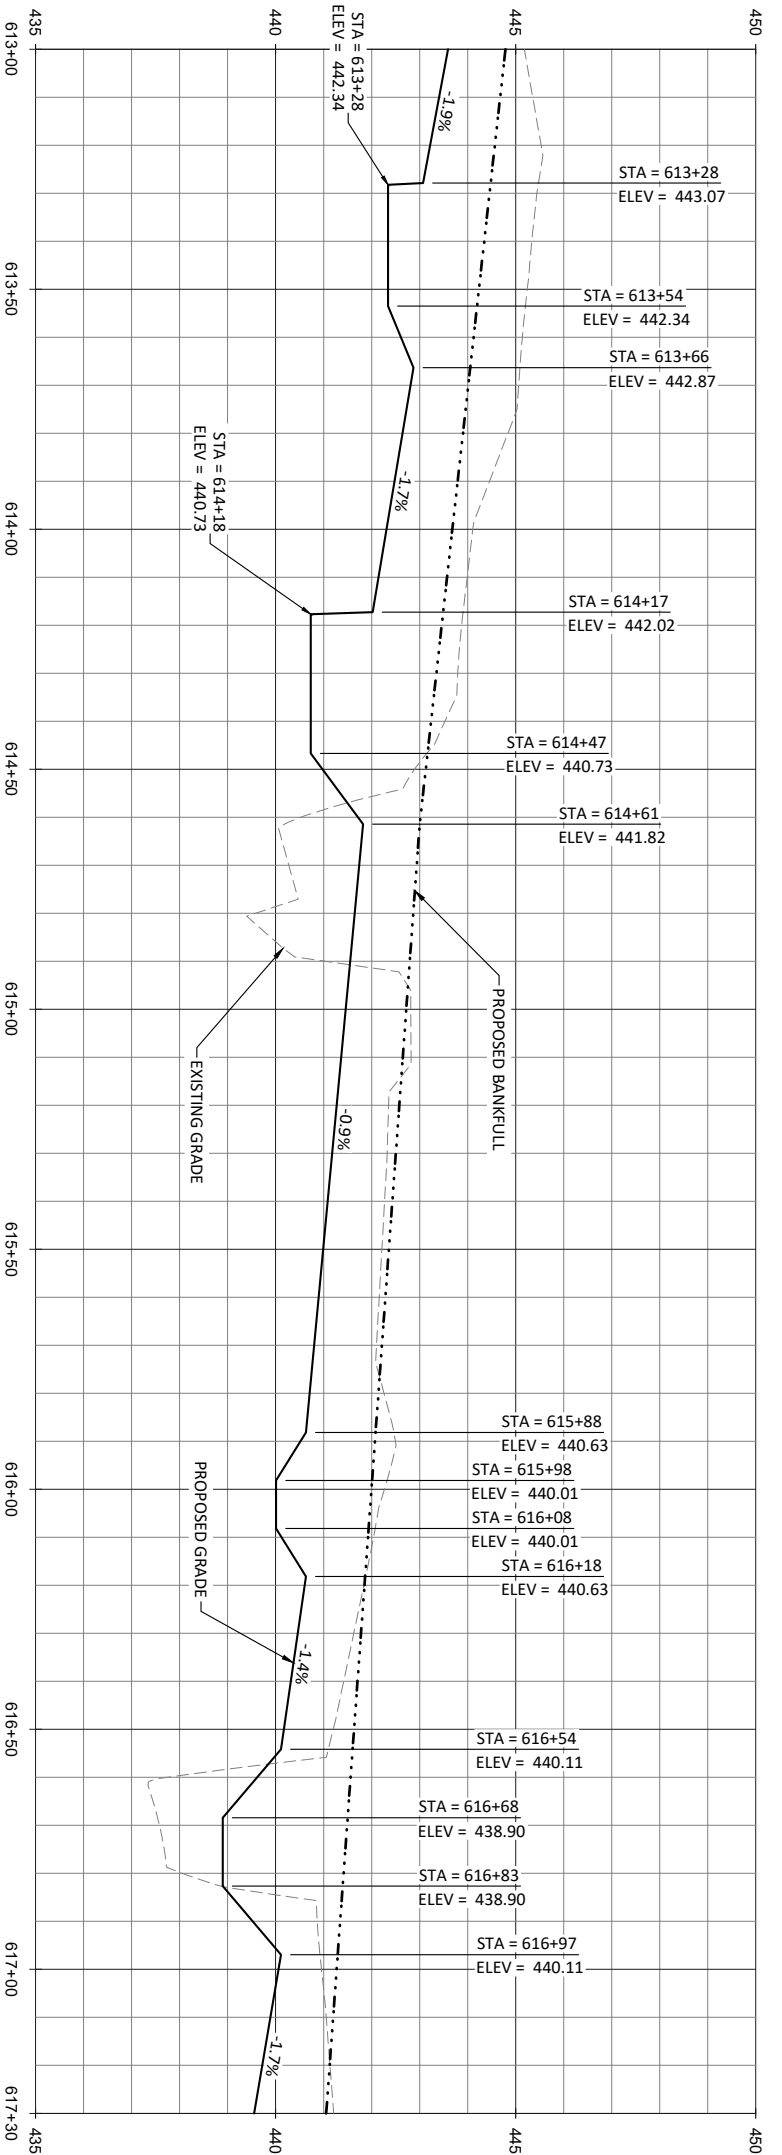 450
445
440
435
STA = 613+28
ELEV = 443.07
STA = 613+54
ELEV = 442.34
STA = 613+66
ELEV = 442.87
STA = 614+17
ELEV = 442.02
STA = 614+47
ELEV = 440.73
STA = 614+61
ELEV = 441.82
STA = 615+88
ELEV = 440.63
STA = 615+98
ELEV = 440.01
STA = 616+08
ELEV = 440.01
STA = 616+18
ELEV = 440.63
STA = 616+54
ELEV = 440.11
STA = 616+68
ELEV = 438.90
STA = 616+83
ELEV = 438.90
STA = 616+97
ELEV = 440.11
PROPOSED BANKFULL
-1.9%
-1.7%
-0.9%
-1.4%
-1.7%
STA = 613+28
ELEV = 442.34
STA = 614+18
ELEV = 440.73
EXISTING GRADE
PROPOSED GRADE
450
445
440
435
613+00
613+50
614+00
614+50
615+00
615+50
616+00
616+50
617+00
617+30